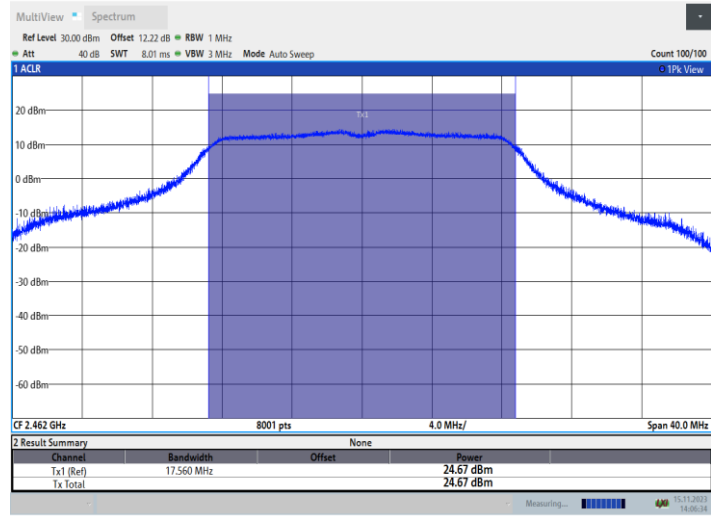 MultiView Spectrum
Ref Level 30.00 dBm Offset 12.22 dB RBW 1 MHz
Att 40 dB SWT 8.01 ms VBW 3 MHz Mode Auto Sweep Count 100/100
1 ACLR 1Pk View
Tx1
20 dBm
10 dBm
0 dBm
-10 dBm
-20 dBm
-30 dBm
-40 dBm
-50 dBm
-60 dBm
CF 2.462 GHz 8001 pts 4.0 MHz/ Span 40.0 MHz
2 Result Summary None
Channel Bandwidth Offset Power
Tx1 (Ref) 17.560 MHz 24.67 dBm
Tx Total 24.67 dBm
Measuring... 15.11.2023
14:06:34